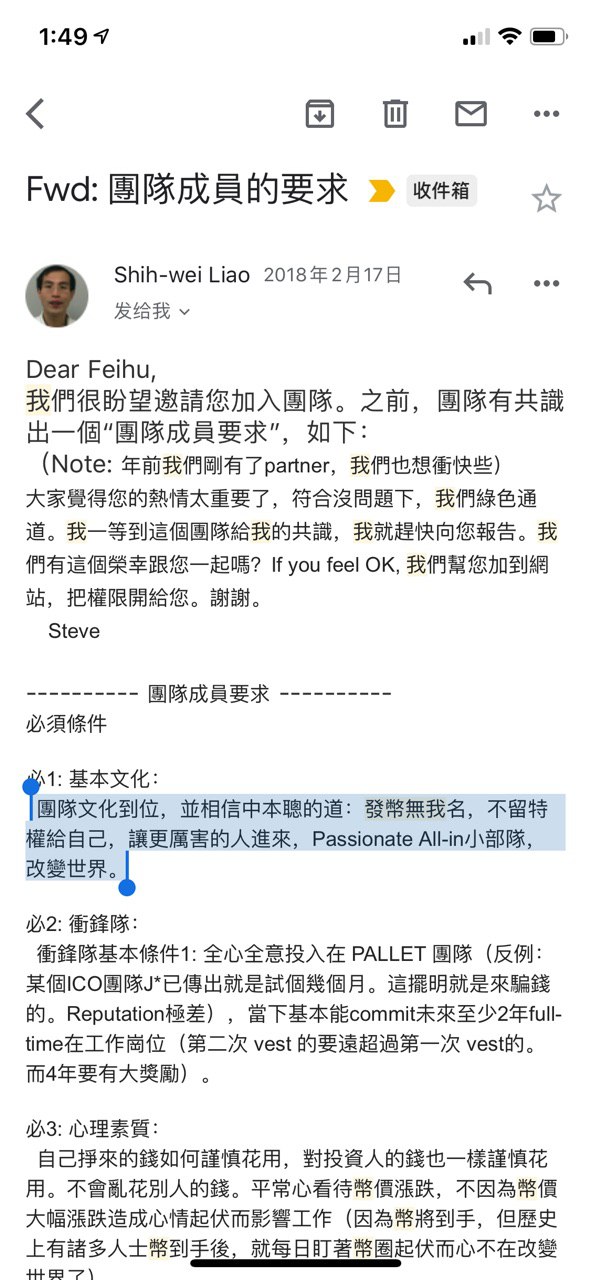 1:49
Fwd: 團隊成員的要求 收件箱
Shih-wei Liao 2018年2月17日
发给我
Dear Feihu,
我們很盼望邀請您加入團隊。之前，團隊有共識
出一個“團隊成員要求”，如下：
（Note: 年前我們剛有了partner，我們也想衝快些）
大家覺得您的熱情太重要了，符合沒問題下，我們綠色通
道。我一等到這個團隊給我的共識，我就趕快向您報告。我
們有這個榮幸跟您一起嗎？If you feel OK, 我們幫您加到網
站，把權限開給您。謝謝。
Steve
---------- 團隊成員要求 ----------
必須條件
必1: 基本文化：
團隊文化到位，並相信中本聰的道：發幣無我名，不留特
權給自己，讓更厲害的人進來，Passionate All-in小部隊，
改變世界。
必2: 衝鋒隊：
衝鋒隊基本條件1: 全心全意投入在 PALLET 團隊（反例：
某個ICO團隊J*已傳出就是試個幾個月。這擺明就是來騙錢
的。Reputation極差），當下基本能commit未來至少2年full-
time在工作崗位（第二次 vest 的要遠超過第一次 vest的。
而4年要有大獎勵）。
必3: 心理素質：
自己掙來的錢如何謹慎花用，對投資人的錢也一樣謹慎花
用。不會亂花別人的錢。平常心看待幣價漲跌，不因為幣價
大幅漲跌造成心情起伏而影響工作（因為幣將到手，但歷史
上有諸多人士幣到手後，就每日盯著幣圈起伏而心不在改變
世界了）